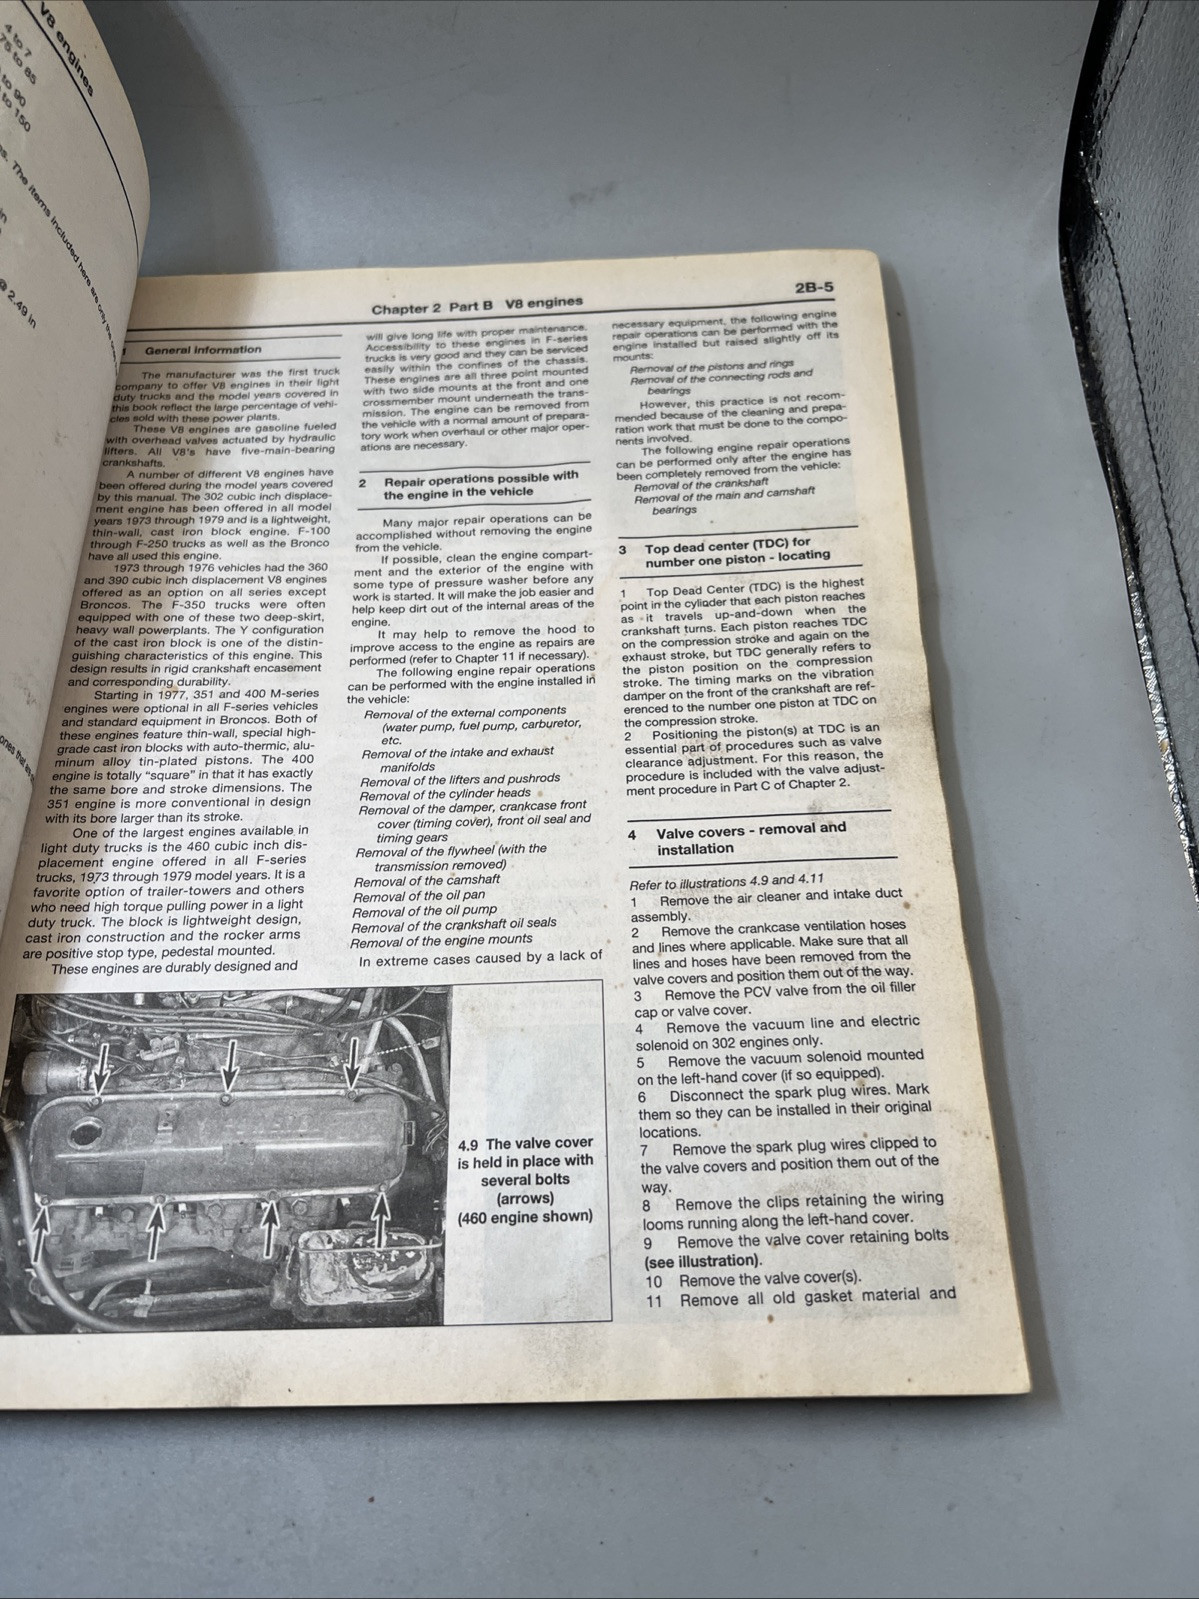 V8 engines
4 to 7
75 to 85
to 90
to 150
The items included here are only the
2.49 in
Chapter 2 Part B V8 engines
2B-5
1 General information
The manufacturer was the first truck
company to offer V8 engines in their light
duty trucks and the model years covered in
this book reflect the large percentage of vehi-
cles sold with these power plants.
These V8 engines are gasoline fueled
with overhead valves actuated by hydraulic
lifters. All V8's have five-main-bearing
crankshafts.
A number of different V8 engines have
been offered during the model years covered
by this manual. The 302 cubic inch displace-
ment engine has been offered in all model
years 1973 through 1979 and is a lightweight,
thin-wall, cast iron block engine. F-100
through F-250 trucks as well as the Bronco
have all used this engine.
1973 through 1976 vehicles had the 360
and 390 cubic inch displacement V8 engines
offered as an option on all series except
Broncos. The F-350 trucks were often
equipped with one of these two deep-skirt,
heavy wall powerplants. The Y configuration
of the cast iron block is one of the distin-
guishing characteristics of this engine. This
design results in rigid crankshaft encasement
and corresponding durability.
Starting in 1977, 351 and 400 M-series
engines were optional in all F-series vehicles
and standard equipment in Broncos. Both of
these engines feature thin-wall, special high-
grade cast iron blocks with auto-thermic, alu-
minum alloy tin-plated pistons. The 400
engine is totally “square” in that it has exactly
the same bore and stroke dimensions. The
351 engine is more conventional in design
with its bore larger than its stroke.
One of the largest engines available in
light duty trucks is the 460 cubic inch dis-
placement engine offered in all F-series
trucks, 1973 through 1979 model years. It is a
favorite option of trailer-towers and others
who need high torque pulling power in a light
duty truck. The block is lightweight design,
cast iron construction and the rocker arms
are positive stop type, pedestal mounted.
These engines are durably designed and
will give long life with proper maintenance.
Accessibility to these engines in F-series
trucks is very good and they can be serviced
easily within the confines of the chassis.
These engines are all three point mounted
with two side mounts at the front and one
crossmember mount underneath the trans-
mission. The engine can be removed from
the vehicle with a normal amount of prepara-
tory work when overhaul or other major oper-
ations are necessary.
2 Repair operations possible with
the engine in the vehicle
Many major repair operations can be
accomplished without removing the engine
from the vehicle.
If possible, clean the engine compart-
ment and the exterior of the engine with
some type of pressure washer before any
work is started. It will make the job easier and
help keep dirt out of the internal areas of the
engine.
It may help to remove the hood to
improve access to the engine as repairs are
performed (refer to Chapter 11 if necessary).
The following engine repair operations
can be performed with the engine installed in
the vehicle:
Removal of the external components
(water pump, fuel pump, carburetor,
etc.
Removal of the intake and exhaust
manifolds
Removal of the lifters and pushrods
Removal of the cylinder heads
Removal of the damper, crankcase front
cover (timing cover), front oil seal and
timing gears
Removal of the flywheel (with the
transmission removed)
Removal of the camshaft
Removal of the oil pan
Removal of the oil pump
Removal of the crankshaft oil seals
Removal of the engine mounts
In extreme cases caused by a lack of
necessary equipment, the following engine
repair operations can be performed with the
engine installed but raised slightly off its
mounts:
Removal of the pistons and rings
Removal of the connecting rods and
bearings
However, this practice is not recom-
mended because of the cleaning and prepa-
ration work that must be done to the compo-
nents involved.
The following engine repair operations
can be performed only after the engine has
been completely removed from the vehicle:
Removal of the crankshaft
Removal of the main and camshaft
bearings
3 Top dead center (TDC) for
number one piston - locating
1 Top Dead Center (TDC) is the highest
point in the cylinder that each piston reaches
as it travels up-and-down when the
crankshaft turns. Each piston reaches TDC
on the compression stroke and again on the
exhaust stroke, but TDC generally refers to
the piston position on the compression
stroke. The timing marks on the vibration
damper on the front of the crankshaft are ref-
erenced to the number one piston at TDC on
the compression stroke.
2 Positioning the piston(s) at TDC is an
essential part of procedures such as valve
clearance adjustment. For this reason, the
procedure is included with the valve adjust-
ment procedure in Part C of Chapter 2.
4 Valve covers - removal and
installation
Refer to illustrations 4.9 and 4.11
1 Remove the air cleaner and intake duct
assembly.
2 Remove the crankcase ventilation hoses
and lines where applicable. Make sure that all
lines and hoses have been removed from the
valve covers and position them out of the way.
3 Remove the PCV valve from the oil filler
cap or valve cover.
4 Remove the vacuum line and electric
solenoid on 302 engines only.
5 Remove the vacuum solenoid mounted
on the left-hand cover (if so equipped).
6 Disconnect the spark plug wires. Mark
them so they can be installed in their original
locations.
7 Remove the spark plug wires clipped to
the valve covers and position them out of the
way.
8 Remove the clips retaining the wiring
looms running along the left-hand cover.
9 Remove the valve cover retaining bolts
(see illustration).
10 Remove the valve cover(s).
11 Remove all old gasket material and
4.9 The valve cover
is held in place with
several bolts
(arrows)
(460 engine shown)